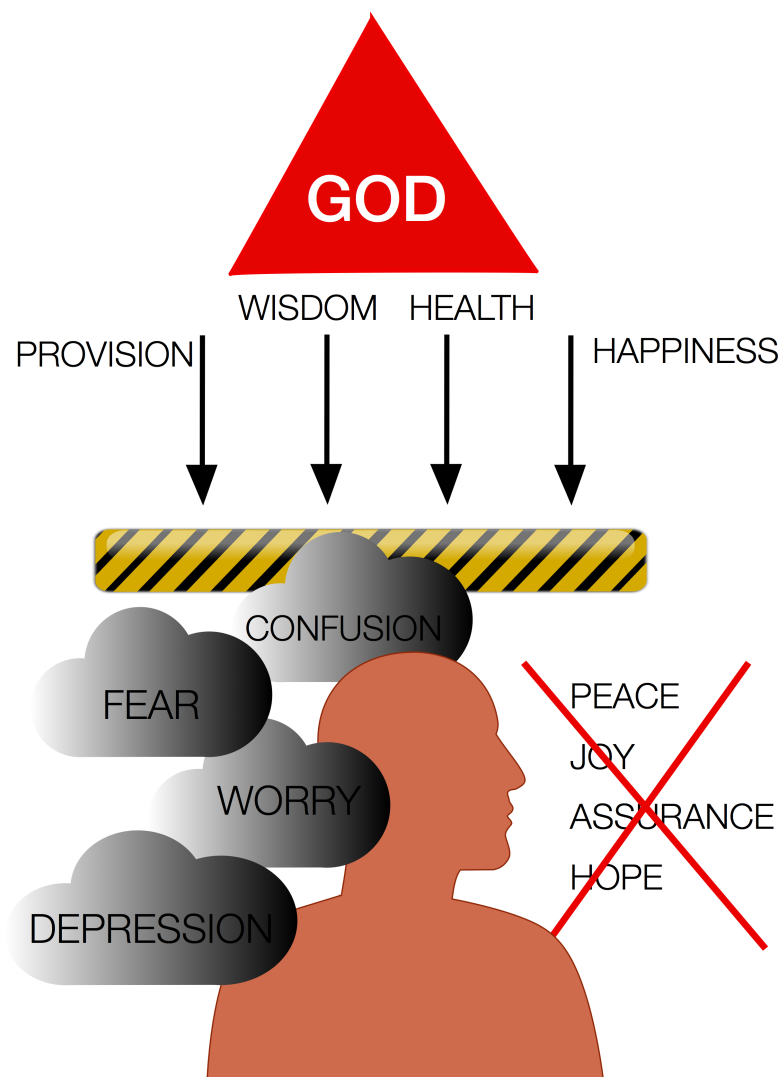 GOD
WISDOM HEALTH
PROVISION
HAPPINESS
CONFUSION
FEAR
WORRY
DEPRESSION
PEACE
JOY
ASSURANCE
HOPE